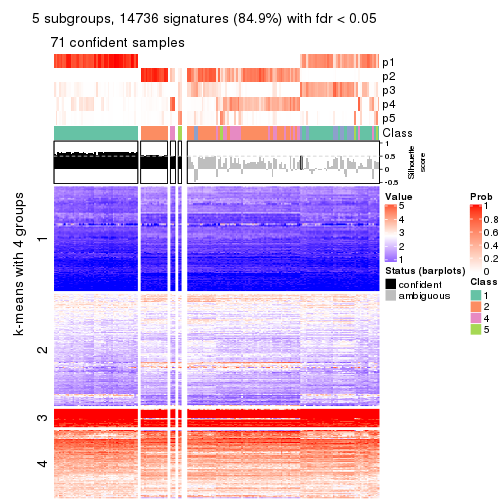 5 subgroups, 14736 signatures (84.9%) with fdr < 0.05
71 confident samples
p1
p2
p3
p4
p5
Class
1
0.5
0
-0.5
Silhouette
score
k-means with 4 groups
1
2
3
4
Value
5
4
3
2
1
Status (barplots)
confident
ambiguous
Prob
1
0.8
0.6
0.4
0.2
0
Class
1
2
4
5